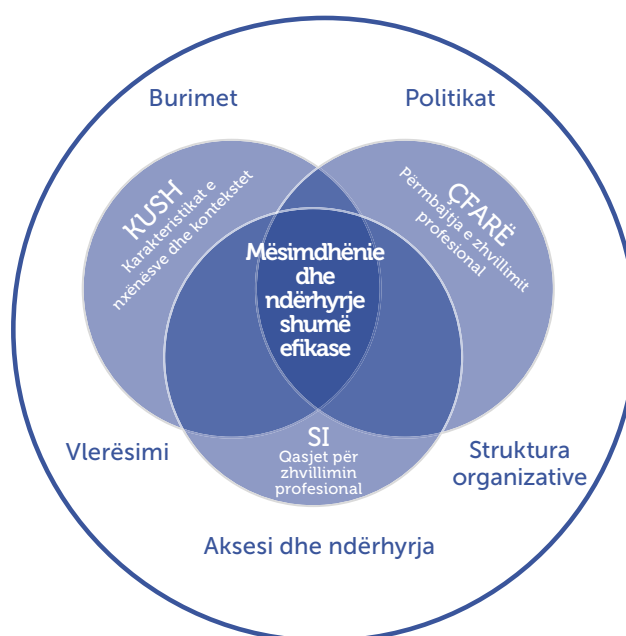 Burimet
Politikat
KUSH
Karakteristikat e
nxënësve dhe kontekstet
ÇFARË
Përmbajtja e zhvillimit
profesional
Mësimdhënie
dhe
ndërhyrje
shumë
efikase
SI
Qasjet për
zhvillimin
profesional
Vlerësimi
Struktura
organizative
Aksesi dhe ndërhyrja